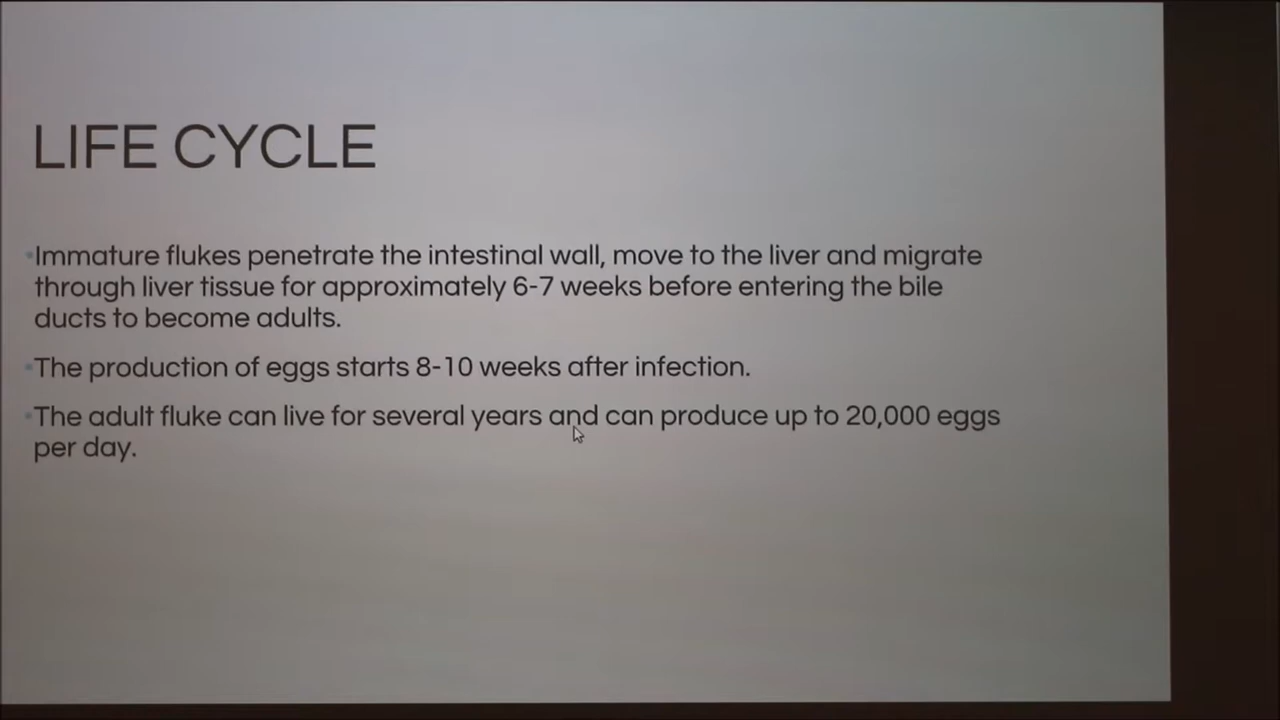 LIFE CYCLE
•Immature flukes penetrate the intestinal wall, move to the liver and migrate
through liver tissue for approximately 6-7 weeks before entering the bile
ducts to become adults.
•The production of eggs starts 8-10 weeks after infection.
•The adult fluke can live for several years and can produce up to 20,000 eggs
per day.